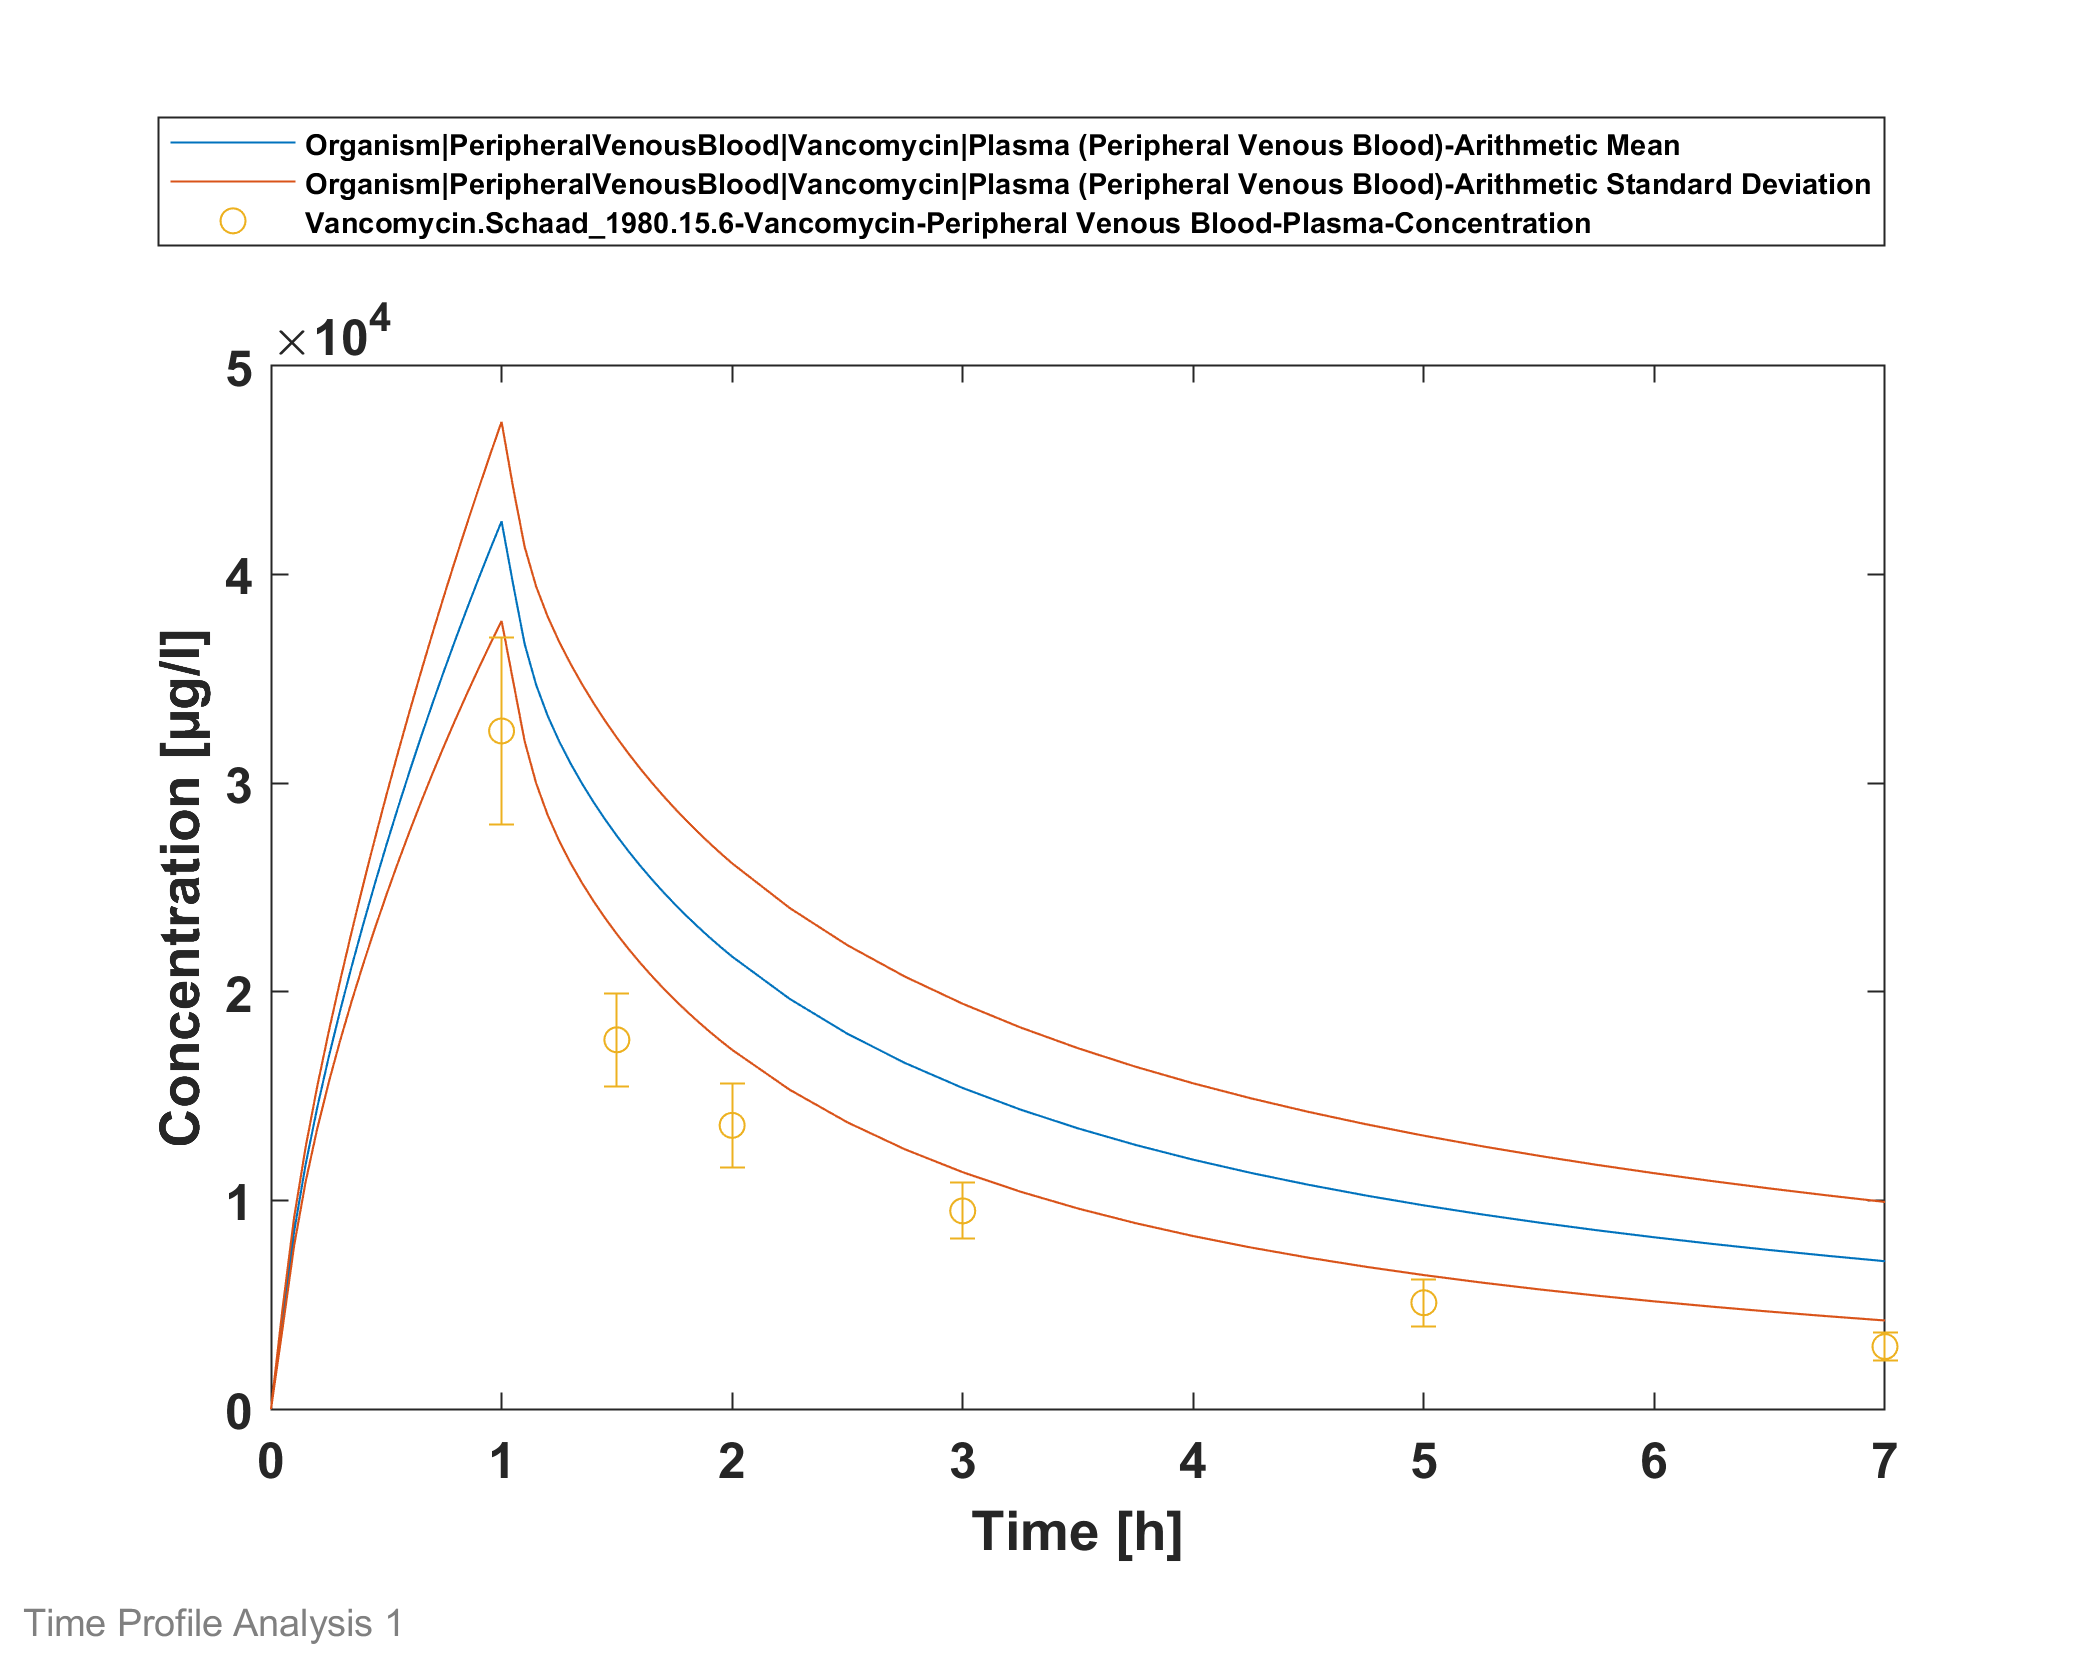 Organism|PeripheralVenousBlood|Vancomycin|Plasma (Peripheral Venous Blood)-Arithmetic Mean
Organism|PeripheralVenousBlood|Vancomycin|Plasma (Peripheral Venous Blood)-Arithmetic Standard Deviation
Vancomycin.Schaad_1980.15.6-Vancomycin-Peripheral Venous Blood-Plasma-Concentration
×10^4
5
4
3
2
1
0
Concentration [µg/l]
0 1 2 3 4 5 6 7
Time [h]
Time Profile Analysis 1